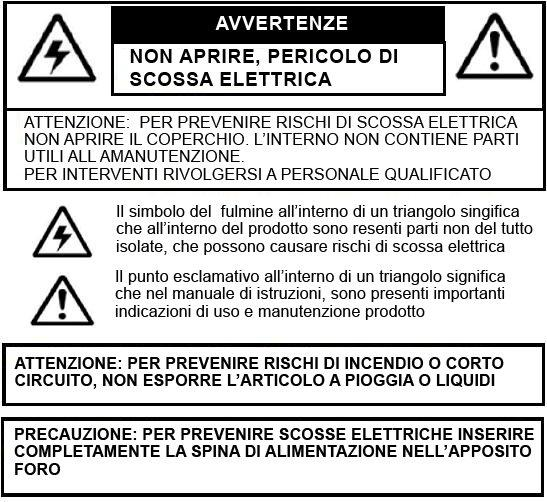 AVVERTENZE
NON APRIRE, PERICOLO DI
SCOSSA ELETTRICA
ATTENZIONE: PER PREVENIRE RISCHI DI SCOSSA ELETTRICA
NON APRIRE IL COPERCHIO. L'INTERNO NON CONTIENE PARTI
UTILI ALL AMANUTENZIONE.
PER INTERVENTI RIVOLGERSI A PERSONALE QUALIFICATO
Il simbolo del fulmine all'interno di un triangolo singifica
che all'interno del prodotto sono resenti parti non del tutto
isolate, che possono causare rischi di scossa elettrica
Il punto esclamativo all'interno di un triangolo significa
che nel manuale di istruzioni, sono presenti importanti
indicazioni di uso e manutenzione prodotto
ATTENZIONE: PER PREVENIRE RISCHI DI INCENDIO O CORTO
CIRCUITO, NON ESPORRE L'ARTICOLO A PIOGGIA O LIQUIDI
PRECAUZIONE: PER PREVENIRE SCOSSE ELETTRICHE INSERIRE
COMPLETAMENTE LA SPINA DI ALIMENTAZIONE NELL'APPOSITO
FORO